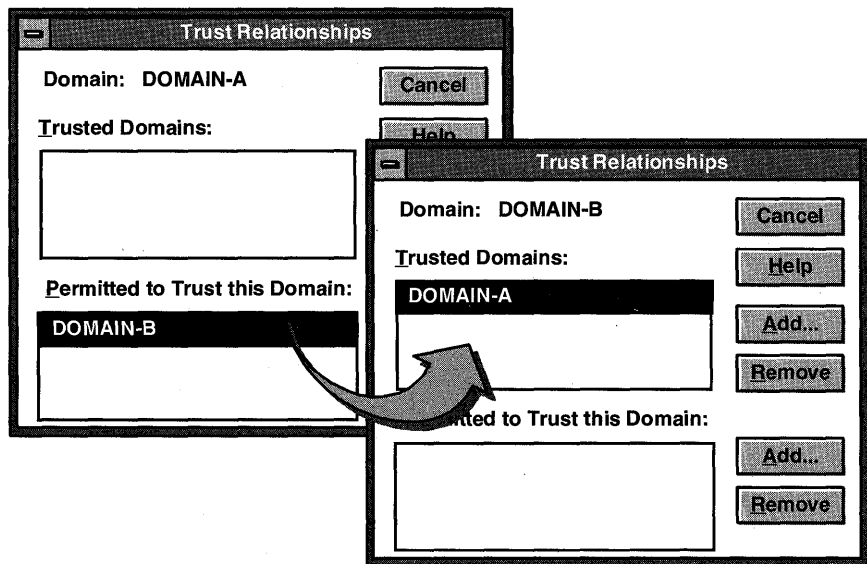 Trust Relationships
Domain: DOMAIN-A
Cancel
Trusted Domains:
Help
Permitted to Trust this Domain:
DOMAIN-B
Trust Relationships
Domain: DOMAIN-B
Cancel
Trusted Domains:
Help
DOMAIN-A
Add...
Remove
to Trust this Domain:
Add...
Remove